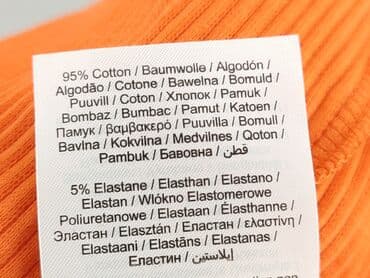 95% Cotton / Baumwolle / Algodón /
Algodão / Cotone / Bawełna / Bomuld /
Puuvill / Coton / Хлопок / Pamuk /
Bombaz / Bumbac / Pamut / Katoen /
Памук / βαμβακερό / Puuvilla / Bomull /
Bavlna / Kokvilna / Medvilnes / Qoton /
Pambuk / Бавовна / قطن /
5% Elastane / Elasthan / Elastano /
Elastan / Włókno Elastomerowe
Poliuretanowe / Elastaan / Élasthanne /
Эластан / Elasztán / Еластан / ελαστίνη /
Elastaani / Elastāns / Elastanas /
Еластин / إيلاستين /